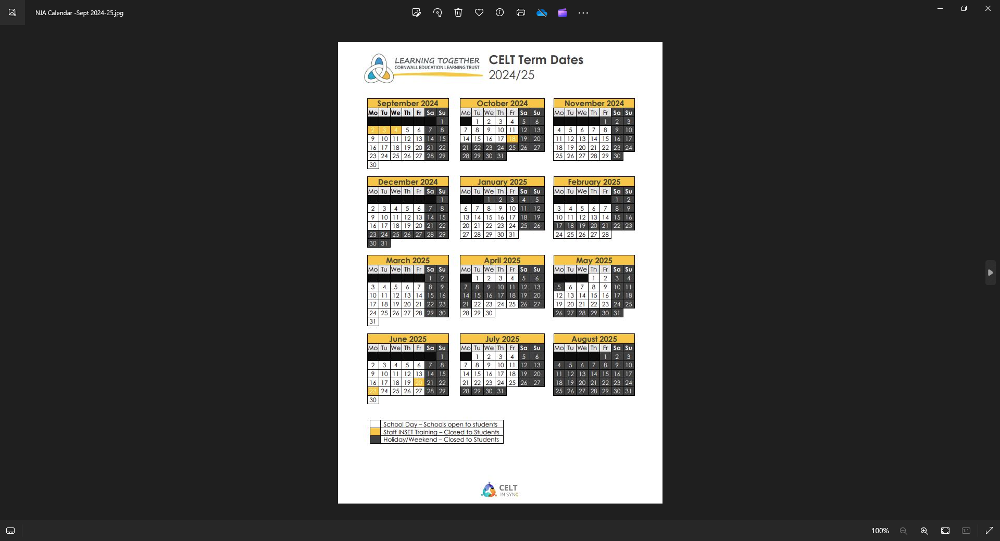 NJA Calendar -Sept 2024-25.jpg
LEARNING TOGETHER
CORNWALL EDUCATION LEARNING TRUST
CELT Term Dates
2024/25
September 2024
Mo Tu We Th Fr Sa Su
1
2 3 4 5 6 7 8
9 10 11 12 13 14 15
16 17 18 19 20 21 22
23 24 25 26 27 28 29
30
October 2024
Mo Tu We Th Fr Sa Su
1 2 3 4 5 6
7 8 9 10 11 12 13
14 15 16 17 18 19 20
21 22 23 24 25 26 27
28 29 30 31
November 2024
Mo Tu We Th Fr Sa Su
1 2 3
4 5 6 7 8 9 10
11 12 13 14 15 16 17
18 19 20 21 22 23 24
25 26 27 28 29 30
December 2024
Mo Tu We Th Fr Sa Su
1
2 3 4 5 6 7 8
9 10 11 12 13 14 15
16 17 18 19 20 21 22
23 24 25 26 27 28 29
30 31
January 2025
Mo Tu We Th Fr Sa Su
1 2 3 4 5
6 7 8 9 10 11 12
13 14 15 16 17 18 19
20 21 22 23 24 25 26
27 28 29 30 31
February 2025
Mo Tu We Th Fr Sa Su
1 2
3 4 5 6 7 8 9
10 11 12 13 14 15 16
17 18 19 20 21 22 23
24 25 26 27 28
March 2025
Mo Tu We Th Fr Sa Su
1 2
3 4 5 6 7 8 9
10 11 12 13 14 15 16
17 18 19 20 21 22 23
24 25 26 27 28 29 30
31
April 2025
Mo Tu We Th Fr Sa Su
1 2 3 4 5 6
7 8 9 10 11 12 13
14 15 16 17 18 19 20
21 22 23 24 25 26 27
28 29 30
May 2025
Mo Tu We Th Fr Sa Su
1 2 3 4
5 6 7 8 9 10 11
12 13 14 15 16 17 18
19 20 21 22 23 24 25
26 27 28 29 30 31
June 2025
Mo Tu We Th Fr Sa Su
1
2 3 4 5 6 7 8
9 10 11 12 13 14 15
16 17 18 19 20 21 22
23 24 25 26 27 28 29
30
July 2025
Mo Tu We Th Fr Sa Su
1 2 3 4 5 6
7 8 9 10 11 12 13
14 15 16 17 18 19 20
21 22 23 24 25 26 27
28 29 30 31
August 2025
Mo Tu We Th Fr Sa Su
1 2 3
4 5 6 7 8 9 10
11 12 13 14 15 16 17
18 19 20 21 22 23 24
25 26 27 28 29 30 31
School Day – Schools open to students
Staff INSET Training – Closed to Students
Holiday/Weekend – Closed to Students
CELT
IN SYNC
100%
1:1